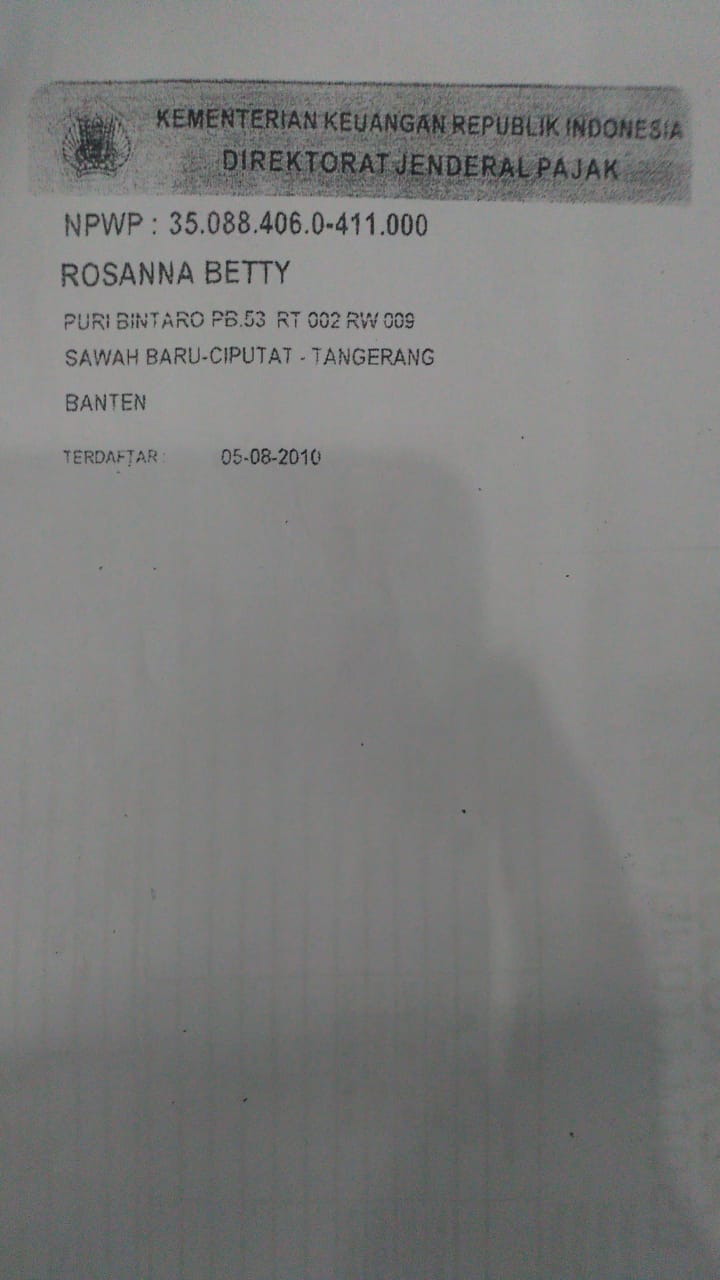 KEMENTERIAN KEUANGAN REPUBLIK INDONESIA
DIREKTORAT JENDERAL PAJAK
NPWP : 35.088.406.0-411.000
ROSANNA BETTY
PURI BINTARO PB.53 RT 002 RW 009
SAWAH BARU-CIPUTAT - TANGERANG
BANTEN
TERDAFTAR : 05-08-2010